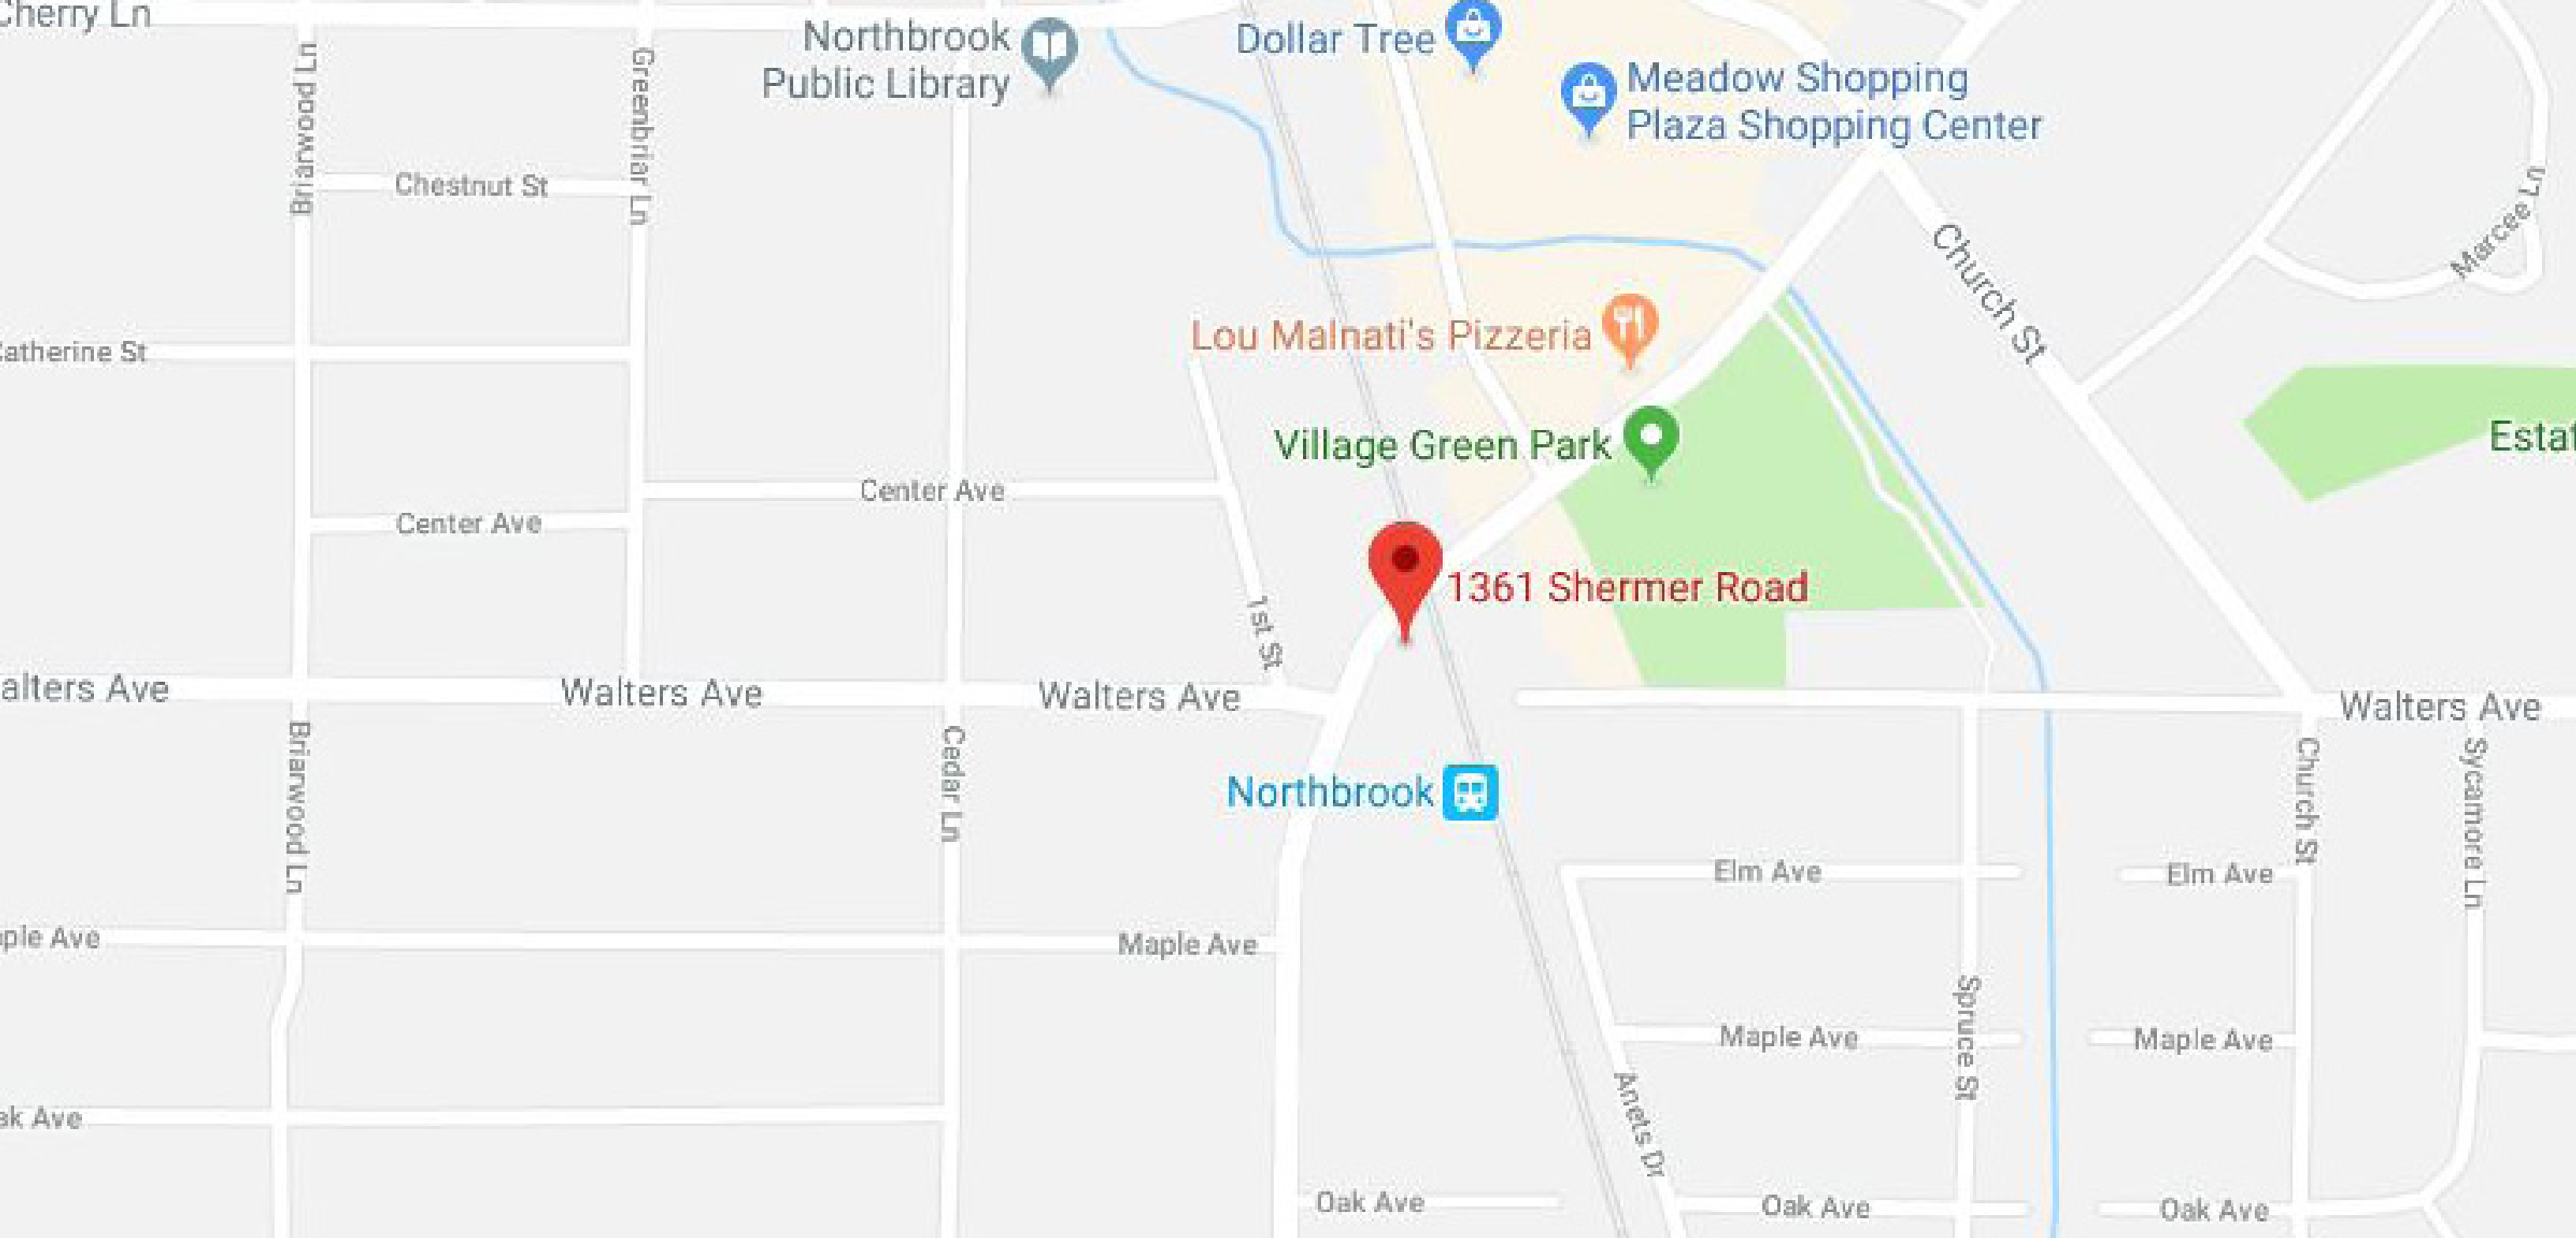 Cherry Ln
Northbrook
Public Library
Dollar Tree
Meadow Shopping
Plaza Shopping Center
Briarwood Ln
Greenbriar Ln
Chestnut St
Marcee Ln
Church St
Catherine St
Lou Malnati's Pizzeria
Village Green Park
Estat
Center Ave
Center Ave
1361 Shermer Road
1st St
alters Ave
Walters Ave
Walters Ave
Walters Ave
Briarwood Ln
Cedar Ln
Northbrook
Church St
Sycamore Ln
Elm Ave
Elm Ave
ple Ave
Maple Ave
Spruce St
Maple Ave
Maple Ave
Anets Dr
ak Ave
Oak Ave
Oak Ave
Oak Ave